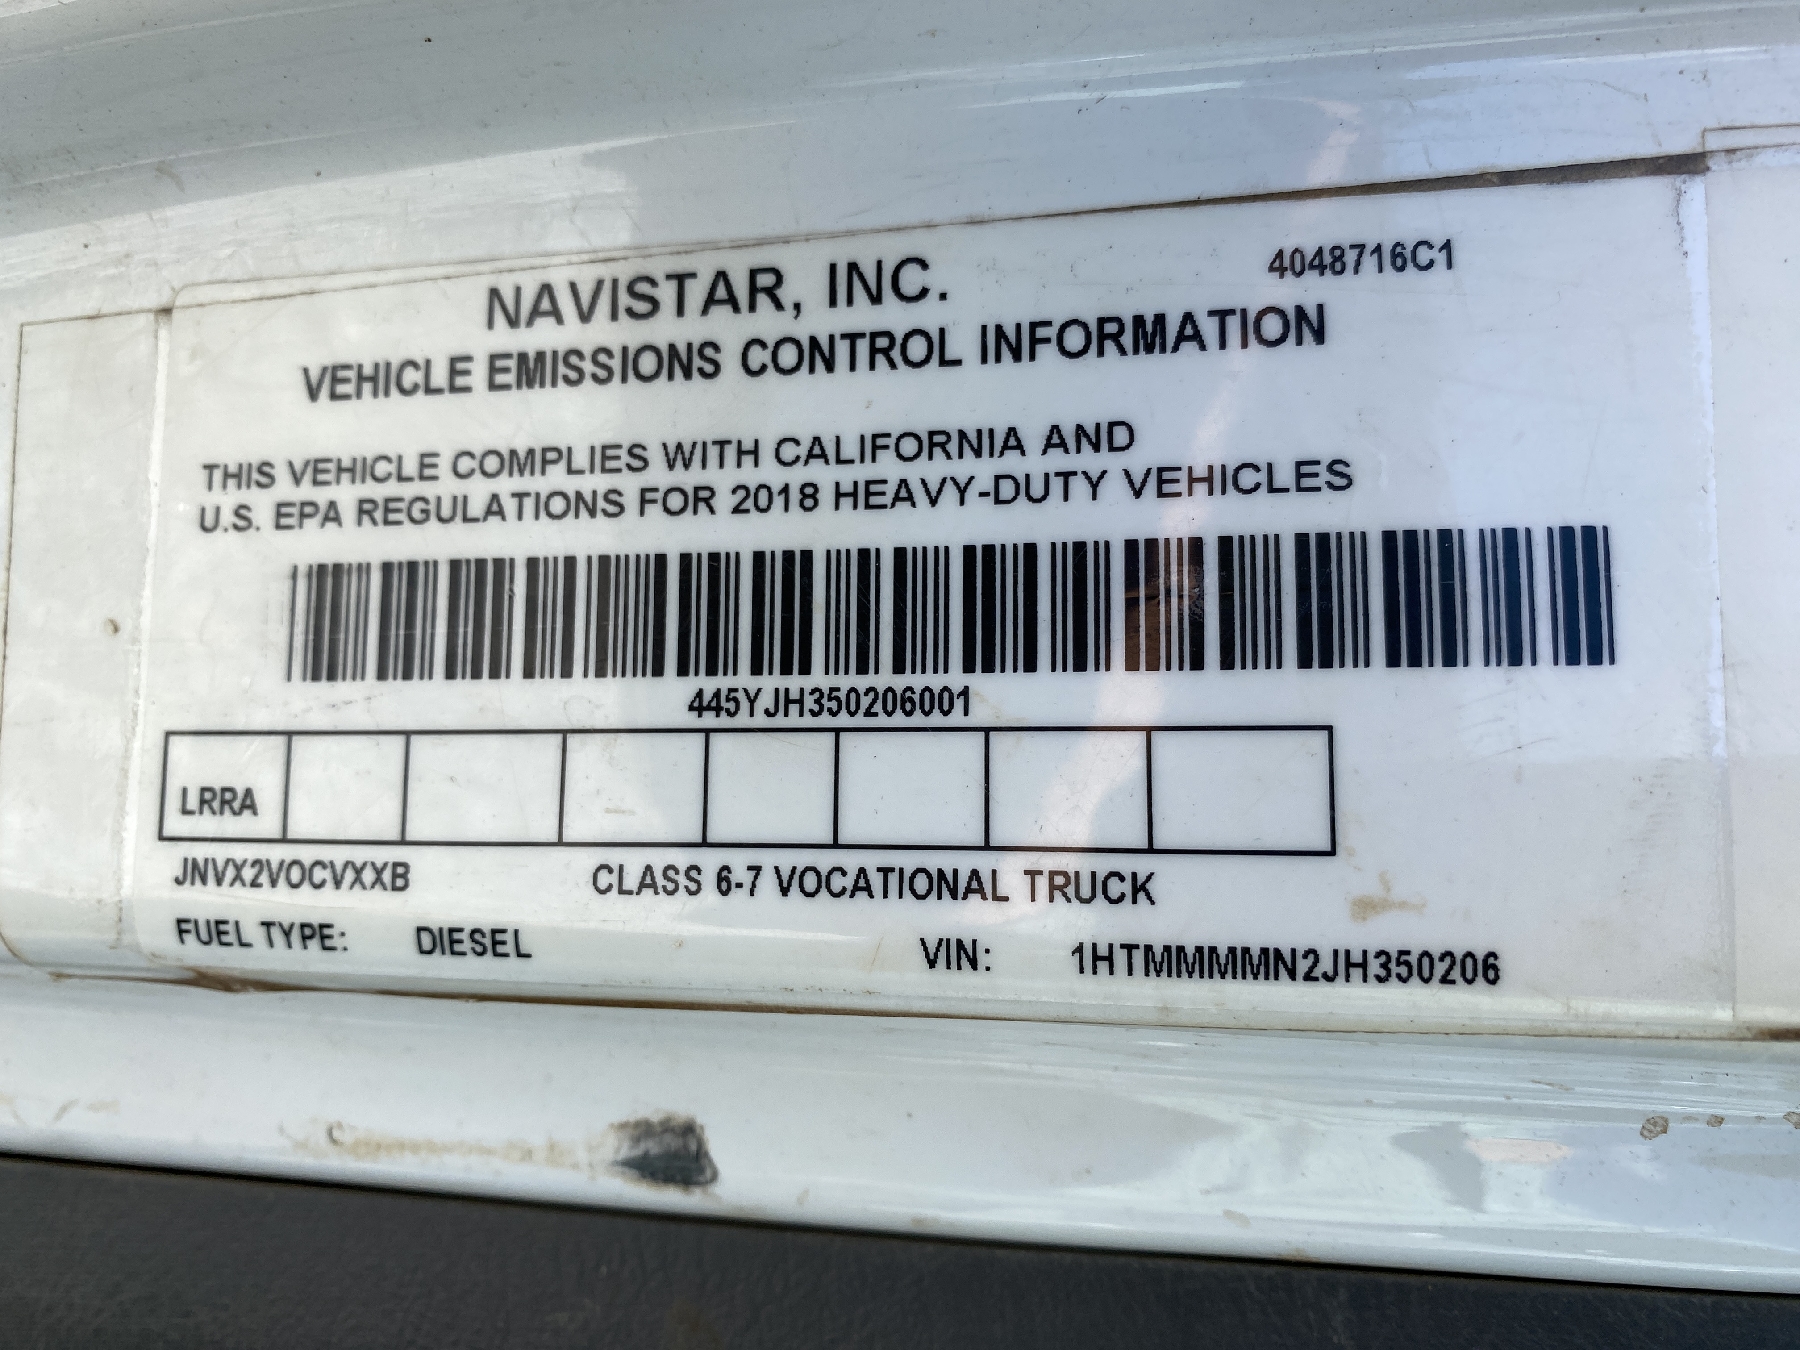 NAVISTAR, INC.
4048716C1
VEHICLE EMISSIONS CONTROL INFORMATION
THIS VEHICLE COMPLIES WITH CALIFORNIA AND
U.S. EPA REGULATIONS FOR 2018 HEAVY-DUTY VEHICLES
445YJH350206001
LRRA
JNVX2VOCVXXB CLASS 6-7 VOCATIONAL TRUCK
FUEL TYPE: DIESEL VIN: 1HTMMMMN2JH350206